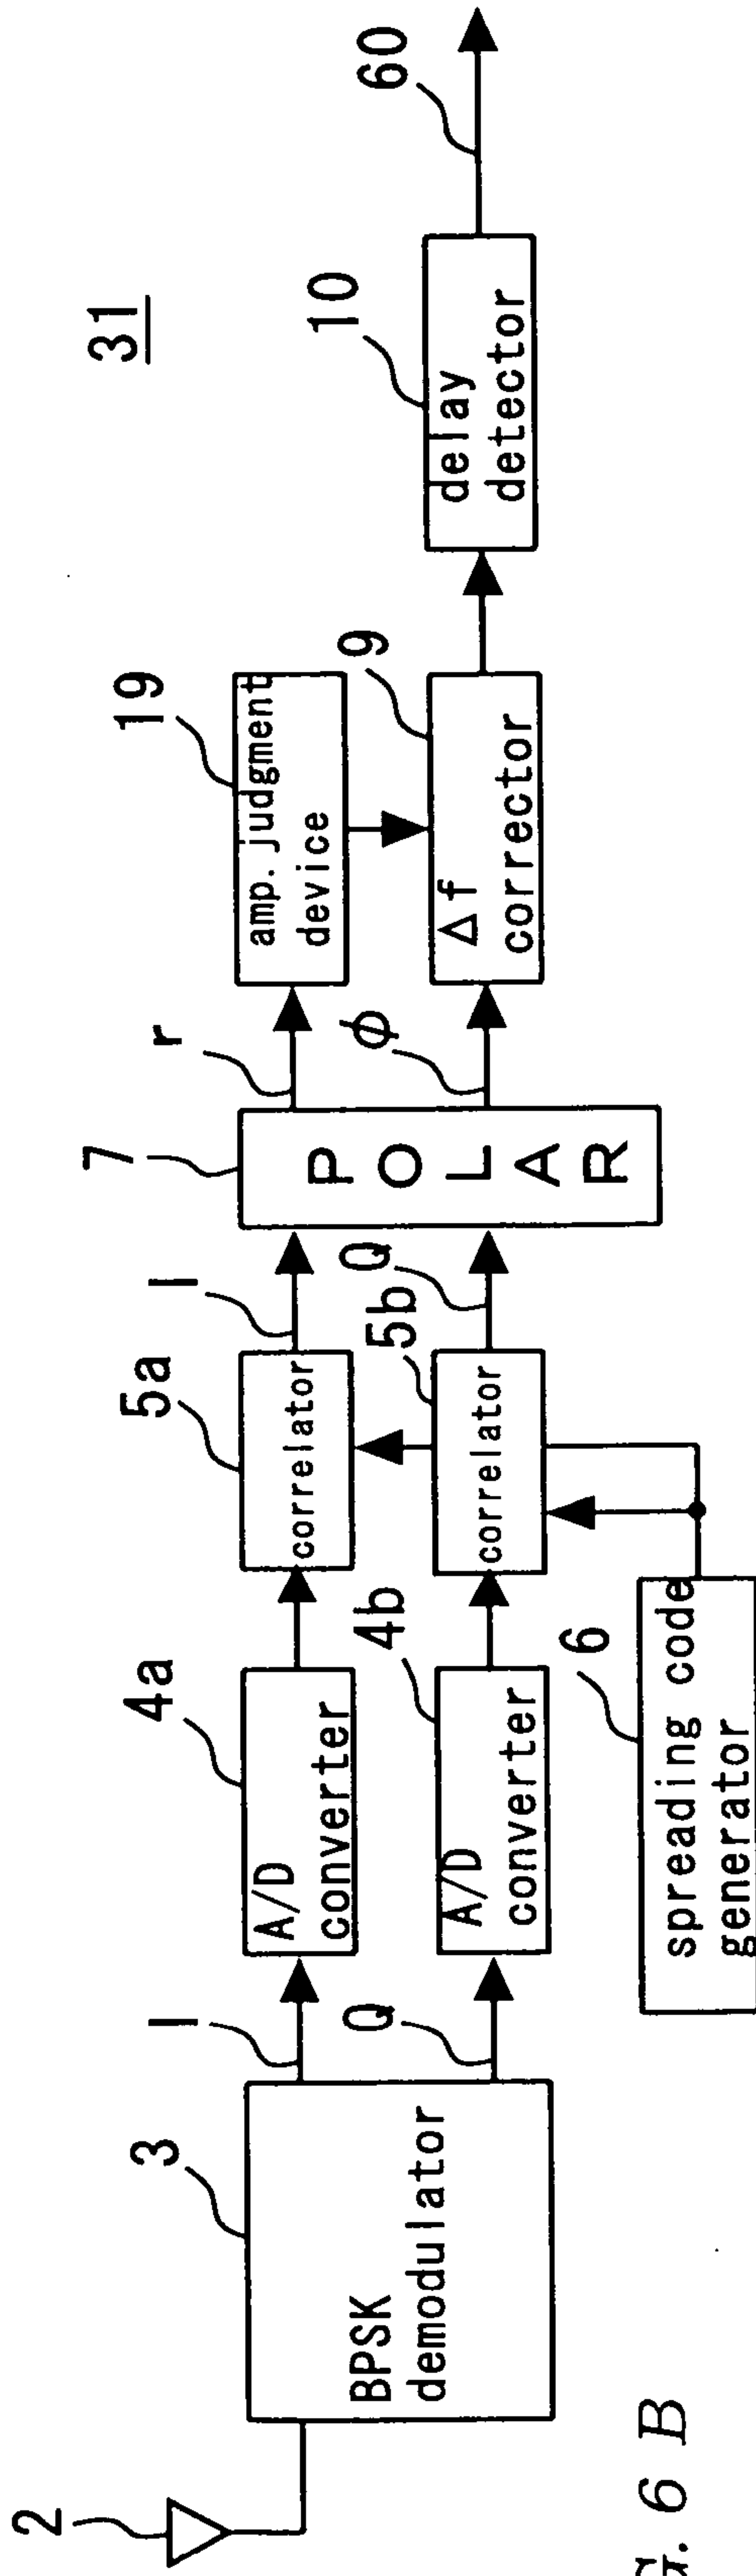 31
2
3
BPSK
demodulator
I
Q
4a
A/D
converter
4b
A/D
converter
5a
correlator
5b
correlator
6
spreading code
generator
I
Q
7
POLAR
r
ϕ
19
amp. judgment
device
9
Δf
corrector
10
delay
detector
60
G. 6 B